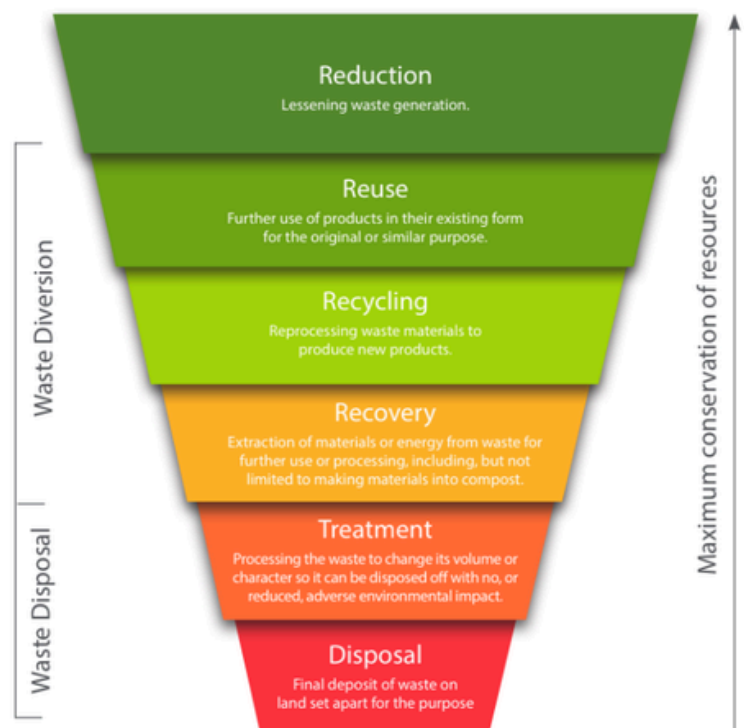 Reduction
Lessening waste generation.
Reuse
Further use of products in their existing form
for the original or similar purpose.
Recycling
Reprocessing waste materials to
produce new products.
Recovery
Extraction of materials or energy from waste for
further use or processing, including, but not
limited to making materials into compost.
Treatment
Processing the waste to change its volume or
character so it can be disposed off with no, or
reduced, adverse environmental impact.
Disposal
Final deposit of waste on
land set apart for the purpose
Waste Diversion
Waste Disposal
Maximum conservation of resources